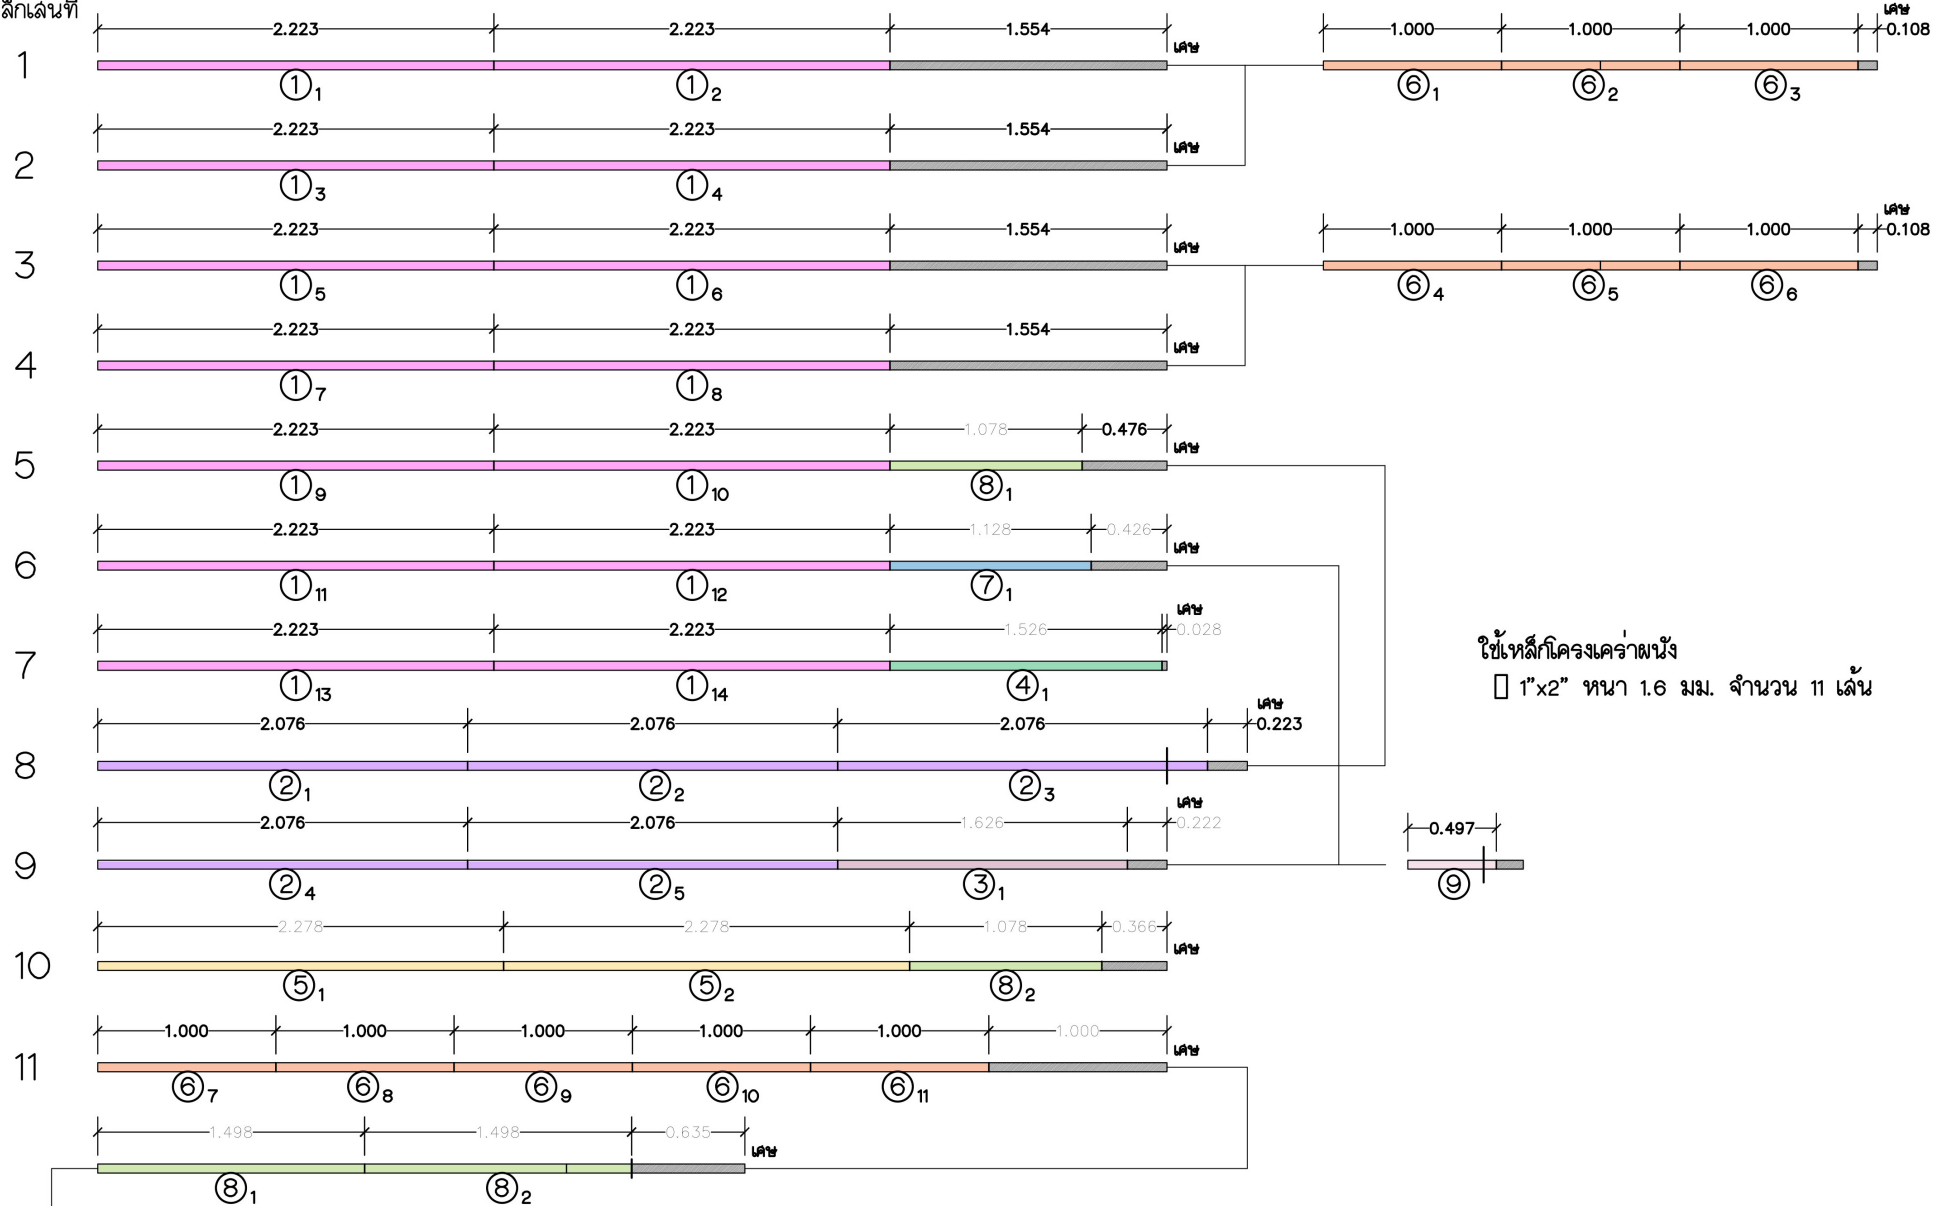 ล็กเล่นที่
2.223 2.223 1.554 เศษ 1.000 1.000 1.000 เศษ 0.108
1 ①1 ①2 ⑥1 ⑥2 ⑥3
2.223 2.223 1.554 เศษ
2 ①3 ①4
2.223 2.223 1.554 เศษ 1.000 1.000 1.000 เศษ 0.108
3 ①5 ①6 ⑥4 ⑥5 ⑥6
2.223 2.223 1.554 เศษ
4 ①7 ①8
2.223 2.223 1.078 0.476 เศษ
5 ①9 ①10 ⑧1
2.223 2.223 1.128 0.426 เศษ
6 ①11 ①12 ⑦1
2.223 2.223 1.526 เศษ 0.028
7 ①13 ①14 ④1
ใช้เหล็กโครงเคร่าผนัง
1"x2" หนา 1.6 มม. จำนวน 11 เส้น
2.076 2.076 2.076 เศษ 0.223
8 ②1 ②2 ②3
2.076 2.076 1.626 เศษ 0.222 0.497
9 ②4 ②5 ③1 ⑨
2.278 2.278 1.078 0.366 เศษ
10 ⑤1 ⑤2 ⑧2
1.000 1.000 1.000 1.000 1.000 1.000 เศษ
11 ⑥7 ⑥8 ⑥9 ⑥10 ⑥11
1.498 1.498 0.635 เศษ
⑧1 ⑧2